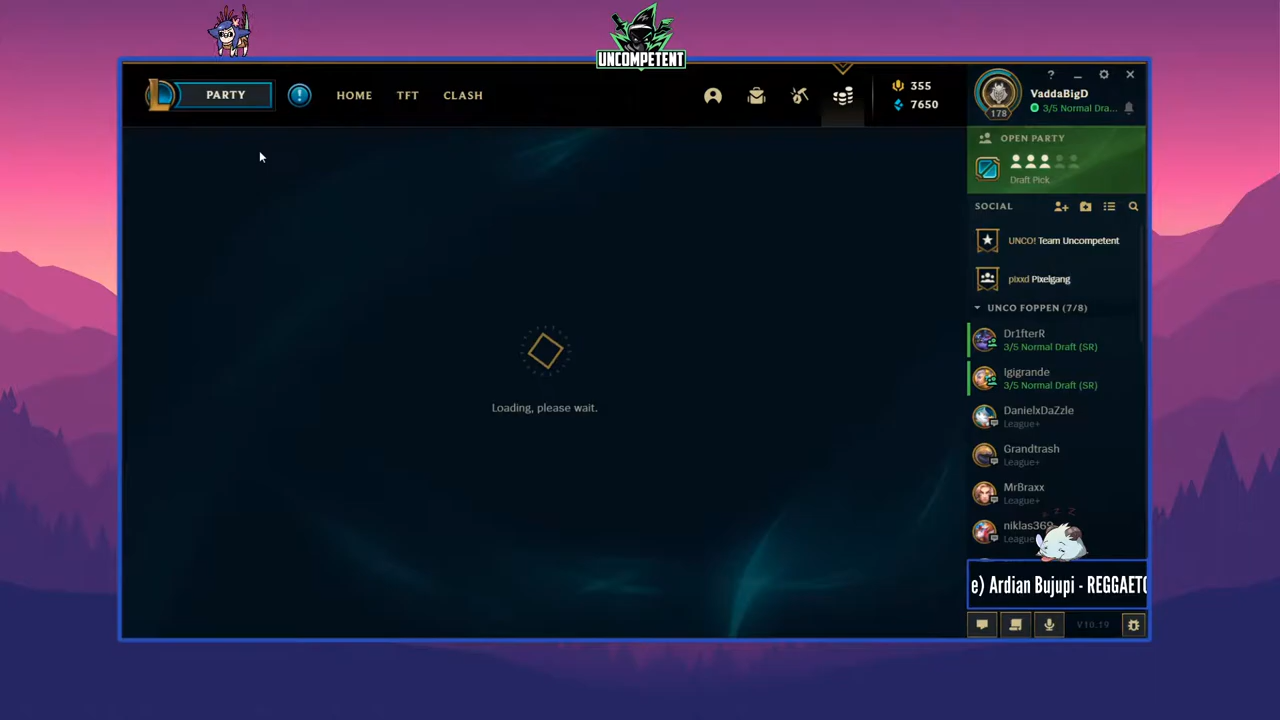 UNCOMPETENT
PARTY
HOME
TFT
CLASH
355
7650
?
VaddaBigD
3/5 Normal Dra...
178
OPEN PARTY
Draft Pick
SOCIAL
UNCO! Team Uncompetent
pixxd Pixelgang
UNCO FOPPEN (7/8)
Dr1fterR
3/5 Normal Draft (SR)
Igigrande
3/5 Normal Draft (SR)
DanielxDaZzle
League+
Grandtrash
League+
MrBraxx
League+
niklas369
League
z z z
Loading, please wait.
e) Ardian Bujupi - REGGAETO
V10.19